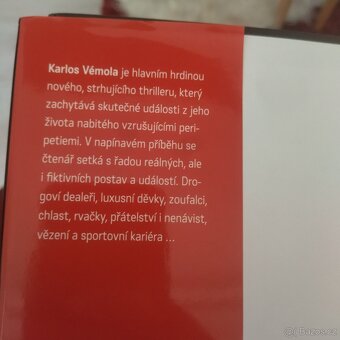 Karlos Vémola je hlavním hrdinou
nového, strhujícího thrilleru, který
zachytává skutečné události z jeho
života nabitého vzrušujícími peri-
petiemi. V napínavém příběhu se
čtenář setká s řadou reálných, ale
i fiktivních postav a událostí. Dro-
goví dealeři, luxusní děvky, zoufalci,
chlast, rvačky, přátelství i nenávist,
vězení a sportovní kariéra ...
Bazos.cz